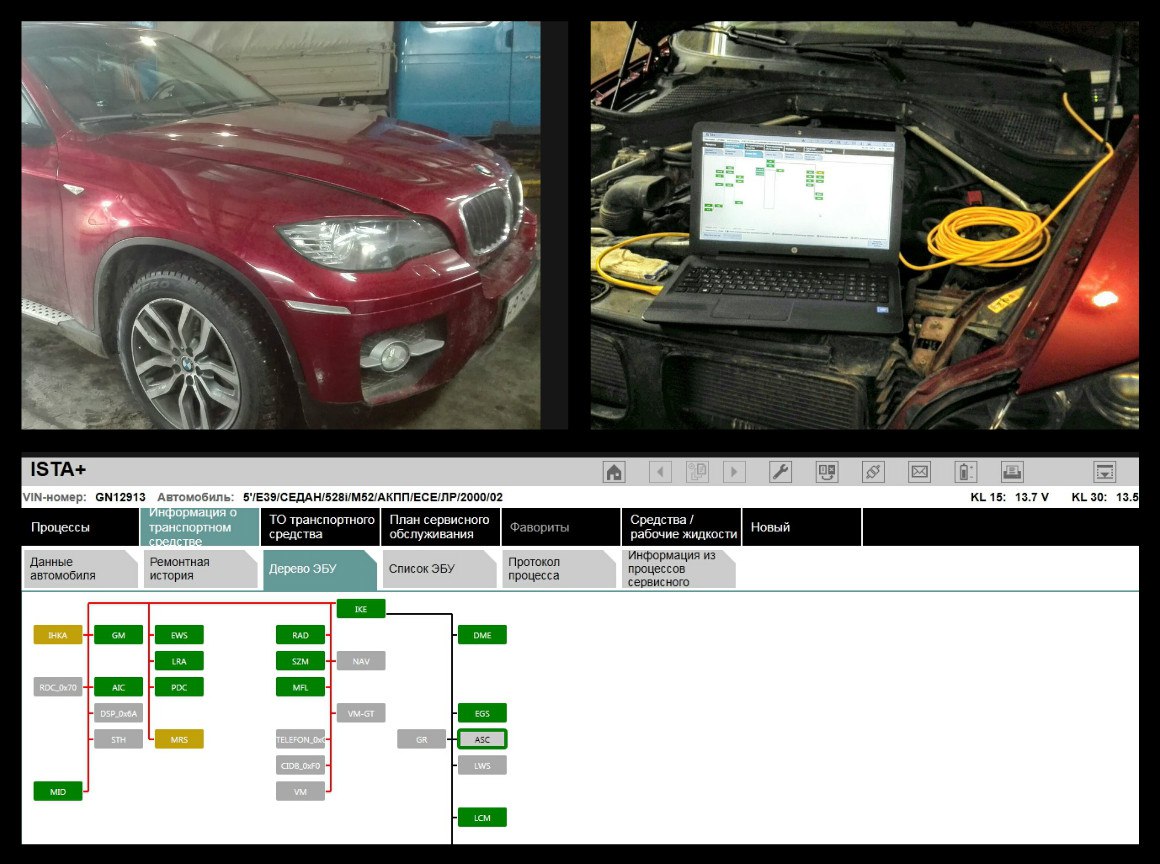 ISTA+
VIN-номер: GN12913 Автомобиль: 5'/E39/СЕДАН/528i/M52/АКПП/ECE/ЛР/2000/02 KL 15: 13.7 V KL 30: 13.5
Процессы
Информация о
транспортном
средстве
ТО транспортного
средства
План сервисного
обслуживания
Фавориты
Средства /
рабочие жидкости
Новый
Данные
автомобиля
Ремонтная
история
Дерево ЭБУ
Список ЭБУ
Протокол
процесса
Информация из
процессов
сервисного
IKE
IHKA GM EWS RAD DME
LRA SZM NAV
RDC_0x70 AIC PDC MFL
DSP_0x6A VM-GT EGS
STH MRS GR ASC
CIDB_0xF0 LWS
MID VM
LCM